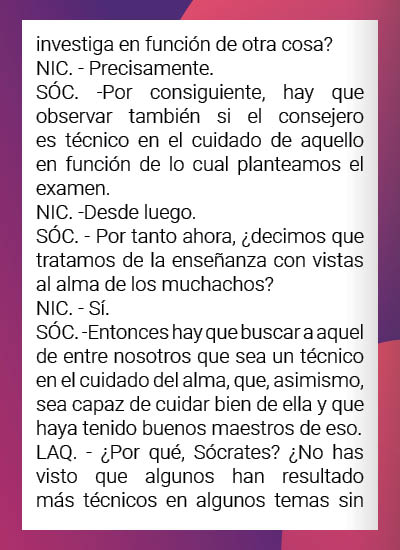 investiga en función de otra cosa?
NIC. - Precisamente.
SÓC. -Por consiguiente, hay que
observar también si el consejero
es técnico en el cuidado de aquello
en función de lo cual planteamos el
examen.
NIC. -Desde luego.
SÓC. - Por tanto ahora, ¿decimos que
tratamos de la enseñanza con vistas
al alma de los muchachos?
NIC. - Sí.
SÓC. -Entonces hay que buscar a aquel
de entre nosotros que sea un técnico
en el cuidado del alma, que, asimismo,
sea capaz de cuidar bien de ella y que
haya tenido buenos maestros de eso.
LAQ. - ¿Por qué, Sócrates? ¿No has
visto que algunos han resultado
más técnicos en algunos temas sin